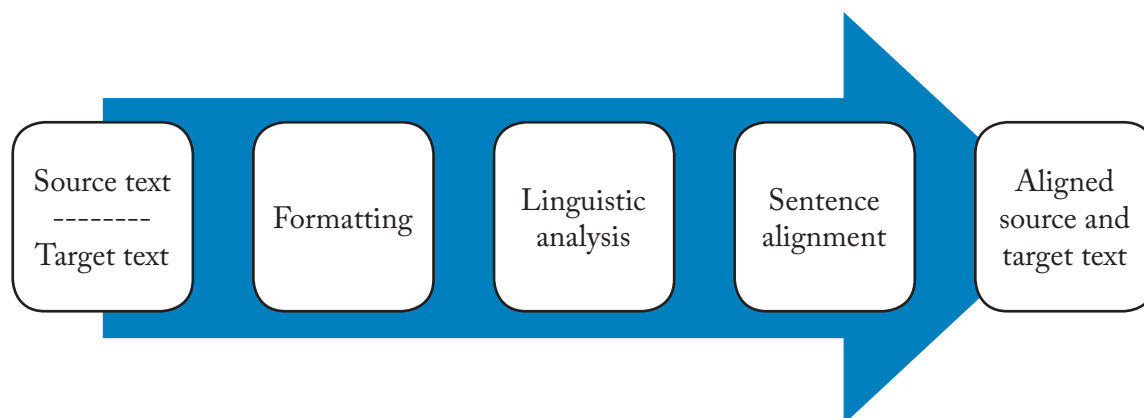 Source text
--------
Target text
Formatting
Linguistic
analysis
Sentence
alignment
Aligned
source and
target text